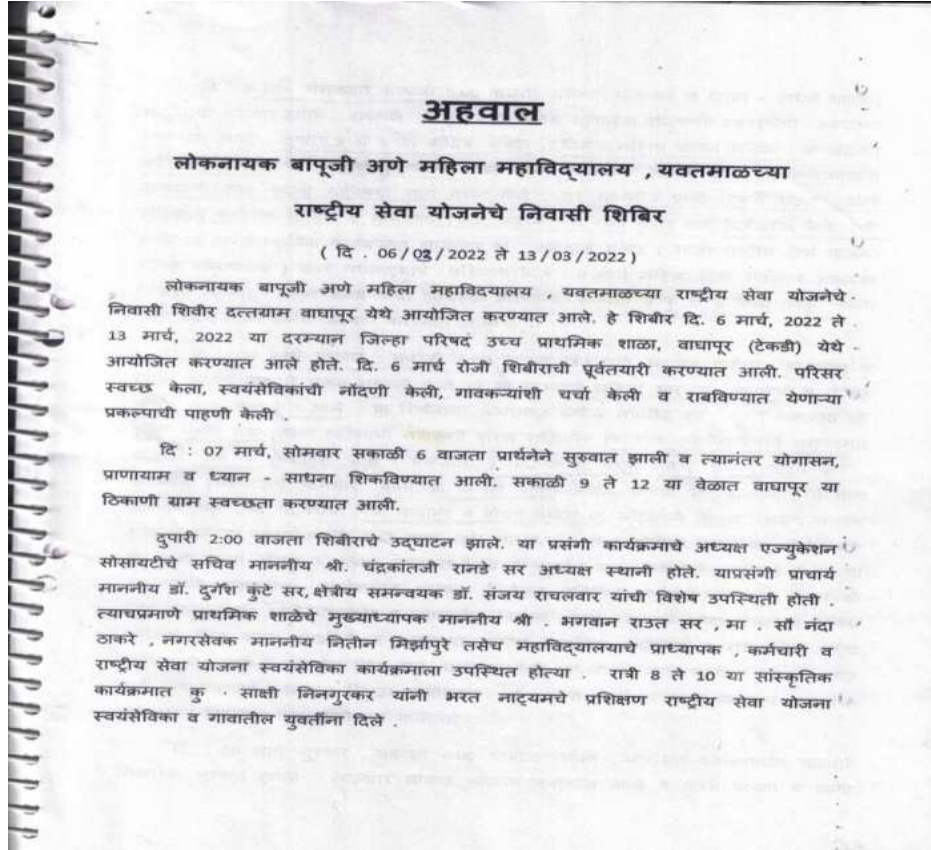 अहवाल
लोकनायक बापूजी अणे महिला महाविद्यालय , यवतमाळच्या
राष्ट्रीय सेवा योजनेचे निवासी शिबिर
( दि . 06/03/2022 ते 13/03/2022)
लोकनायक बापूजी अणे महिला महाविदयालय यवतमाळच्या राष्ट्रीय सेवा योजनेचे
निवासी शिवीर दत्तग्राम वाघापूर येथे आयोजित करण्यात आले. हे शिबीर दि. 6 मार्च, 2022 ते
13 मार्च, 2022 या दरम्यान जिल्हा परिषद उच्च प्राथमिक शाळा, वाघापूर (टेकडी) येथे
आयोजित करण्यात आले होते. दि. 6 मार्च रोजी शिबीराची पूर्वतयारी करण्यात आली. परिसर
स्वच्छ केला, स्वयंसेविकांची नोंदणी केली, गावकऱ्यांशी चर्चा केली व राबविण्यात येणाऱ्या
प्रकल्पाची पाहणी केली .
दि : 07 मार्च, सोमवार सकाळी 6 वाजता प्रार्थनेने सुरुवात झाली व त्यानंतर योगासन,
प्राणायाम व ध्यान - साधना शिकविण्यात आली. सकाळी 9 ते 12 या वेळात वाघापूर या
ठिकाणी ग्राम स्वच्छता करण्यात आली.
दुपारी 2:00 वाजता शिबीराचे उद्घाटन झाले. या प्रसंगी कार्यक्रमाचे अध्यक्ष एज्युकेशन
सोसायटीचे सचिव माननीय श्री. चंद्रकांतजी रानडे सर अध्यक्ष स्थानी होते. याप्रसंगी प्राचार्य
माननीय डॉ. दुर्गेश कुंटे सर, क्षेत्रीय समन्वयक डॉ. संजय राचलवार यांची विशेष उपस्थिती होती .
त्याचप्रमाणे प्राथमिक शाळेचे मुख्याध्यापक माननीय श्री . भगवान राउत सर , मा . सौ नंदा
ठाकरे , नगरसेवक माननीय नितीन मिर्झापुरे तसेच महाविद्यालयाचे प्राध्यापक , कर्मचारी व
राष्ट्रीय सेवा योजना स्वयंसेविका कार्यक्रमाला उपस्थित होत्या . रात्री 8 ते 10 या सांस्कृतिक
कार्यक्रमात कु . साक्षी निनगुरकर यांनी भरत नाट्यमचे प्रशिक्षण राष्ट्रीय सेवा योजना
स्वयंसेविका व गावातील युवतींना दिले .